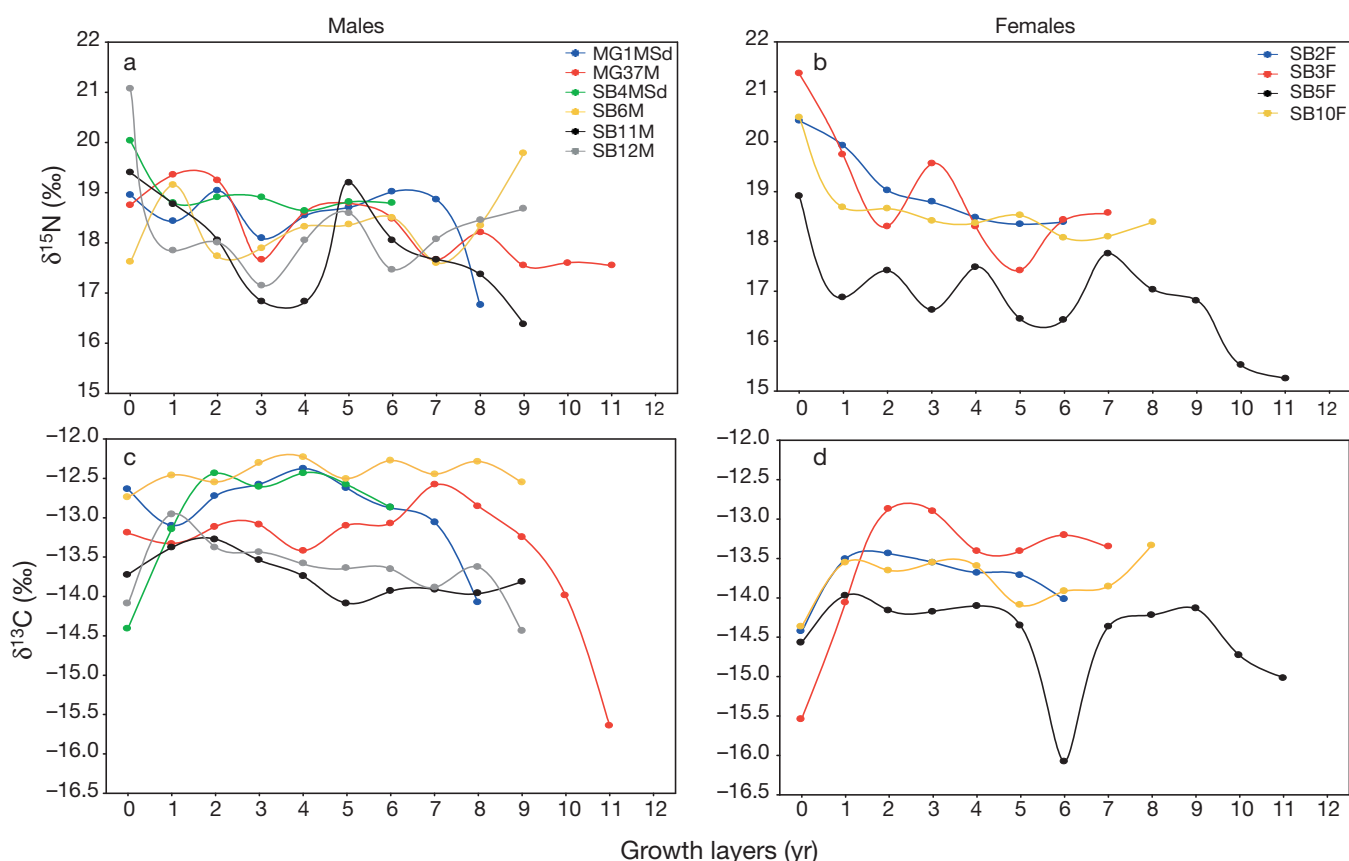 Males
Females
a
22
21
20
19
18
17
16
15
δ15N (‰)
0 1 2 3 4 5 6 7 8 9 10 11 12
MG1MSd
MG37M
SB4MSd
SB6M
SB11M
SB12M
b
22
21
20
19
18
17
16
15
0 1 2 3 4 5 6 7 8 9 10 11 12
SB2F
SB3F
SB5F
SB10F
c
−12.0
−12.5
−13.0
−13.5
−14.0
−14.5
−15.0
−15.5
−16.0
−16.5
δ13C (‰)
0 1 2 3 4 5 6 7 8 9 10 11 12
d
−12.0
−12.5
−13.0
−13.5
−14.0
−14.5
−15.0
−15.5
−16.0
−16.5
0 1 2 3 4 5 6 7 8 9 10 11 12
Growth layers (yr)